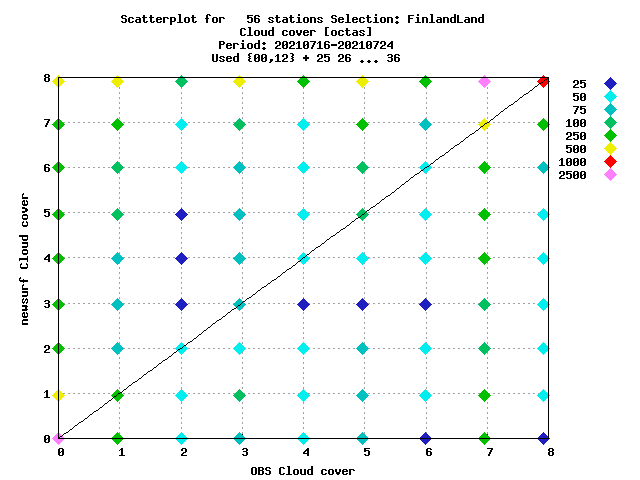 Scatterplot for   56 stations Selection: FinlandLand
Cloud cover [octas]
Period: 20210716-20210724
Used {00,12} + 25 26 ... 36
8
7
6
5
4
3
2
1
0
newsurf Cloud cover
0 1 2 3 4 5 6 7 8
OBS Cloud cover
25
50
75
100
250
500
1000
2500